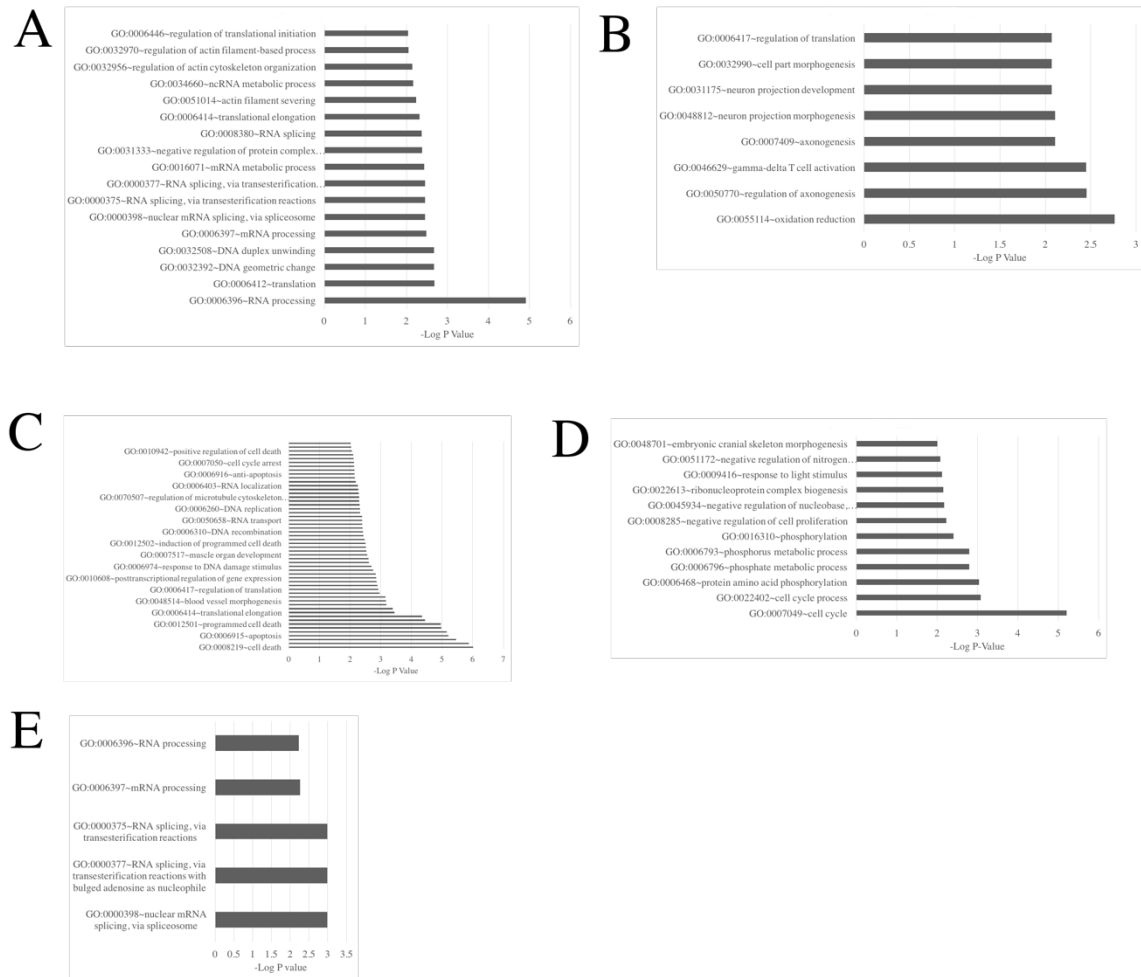 A
GO:0006446~regulation of translational initiation
GO:0032970~regulation of actin filament-based process
GO:0032956~regulation of actin cytoskeleton organization
GO:0034660~ncRNA metabolic process
GO:0051014~actin filament severing
GO:0006414~translational elongation
GO:0008380~RNA splicing
GO:0031333~negative regulation of protein complex…
GO:0016071~mRNA metabolic process
GO:0000377~RNA splicing, via transesterification…
GO:0000375~RNA splicing, via transesterification reactions
GO:0000398~nuclear mRNA splicing, via spliceosome
GO:0006397~mRNA processing
GO:0032508~DNA duplex unwinding
GO:0032392~DNA geometric change
GO:0006412~translation
GO:0006396~RNA processing
0 1 2 3 4 5 6
-Log P Value
B
GO:0006417~regulation of translation
GO:0032990~cell part morphogenesis
GO:0031175~neuron projection development
GO:0048812~neuron projection morphogenesis
GO:0007409~axonogenesis
GO:0046629~gamma-delta T cell activation
GO:0050770~regulation of axonogenesis
GO:0055114~oxidation reduction
0 0.5 1 1.5 2 2.5 3
-Log P Value
C
GO:0010942~positive regulation of cell death
GO:0007050~cell cycle arrest
GO:0006916~anti-apoptosis
GO:0006403~RNA localization
GO:0070507~regulation of microtubule cytoskeleton…
GO:0006260~DNA replication
GO:0050658~RNA transport
GO:0006310~DNA recombination
GO:0012502~induction of programmed cell death
GO:0007517~muscle organ development
GO:0006974~response to DNA damage stimulus
GO:0010608~posttranscriptional regulation of gene expression
GO:0006417~regulation of translation
GO:0048514~blood vessel morphogenesis
GO:0006414~translational elongation
GO:0012501~programmed cell death
GO:0006915~apoptosis
GO:0008219~cell death
0 1 2 3 4 5 6 7
-Log P Value
D
GO:0048701~embryonic cranial skeleton morphogenesis
GO:0051172~negative regulation of nitrogen…
GO:0009416~response to light stimulus
GO:0022613~ribonucleoprotein complex biogenesis
GO:0045934~negative regulation of nucleobase,…
GO:0008285~negative regulation of cell proliferation
GO:0016310~phosphorylation
GO:0006793~phosphorus metabolic process
GO:0006796~phosphate metabolic process
GO:0006468~protein amino acid phosphorylation
GO:0022402~cell cycle process
GO:0007049~cell cycle
0 1 2 3 4 5 6
-Log P-Value
E
GO:0006396~RNA processing
GO:0006397~mRNA processing
GO:0000375~RNA splicing, via
transesterification reactions
GO:0000377~RNA splicing, via
transesterification reactions with
bulged adenosine as nucleophile
GO:0000398~nuclear mRNA
splicing, via spliceosome
0 0.5 1 1.5 2 2.5 3 3.5
-Log P value